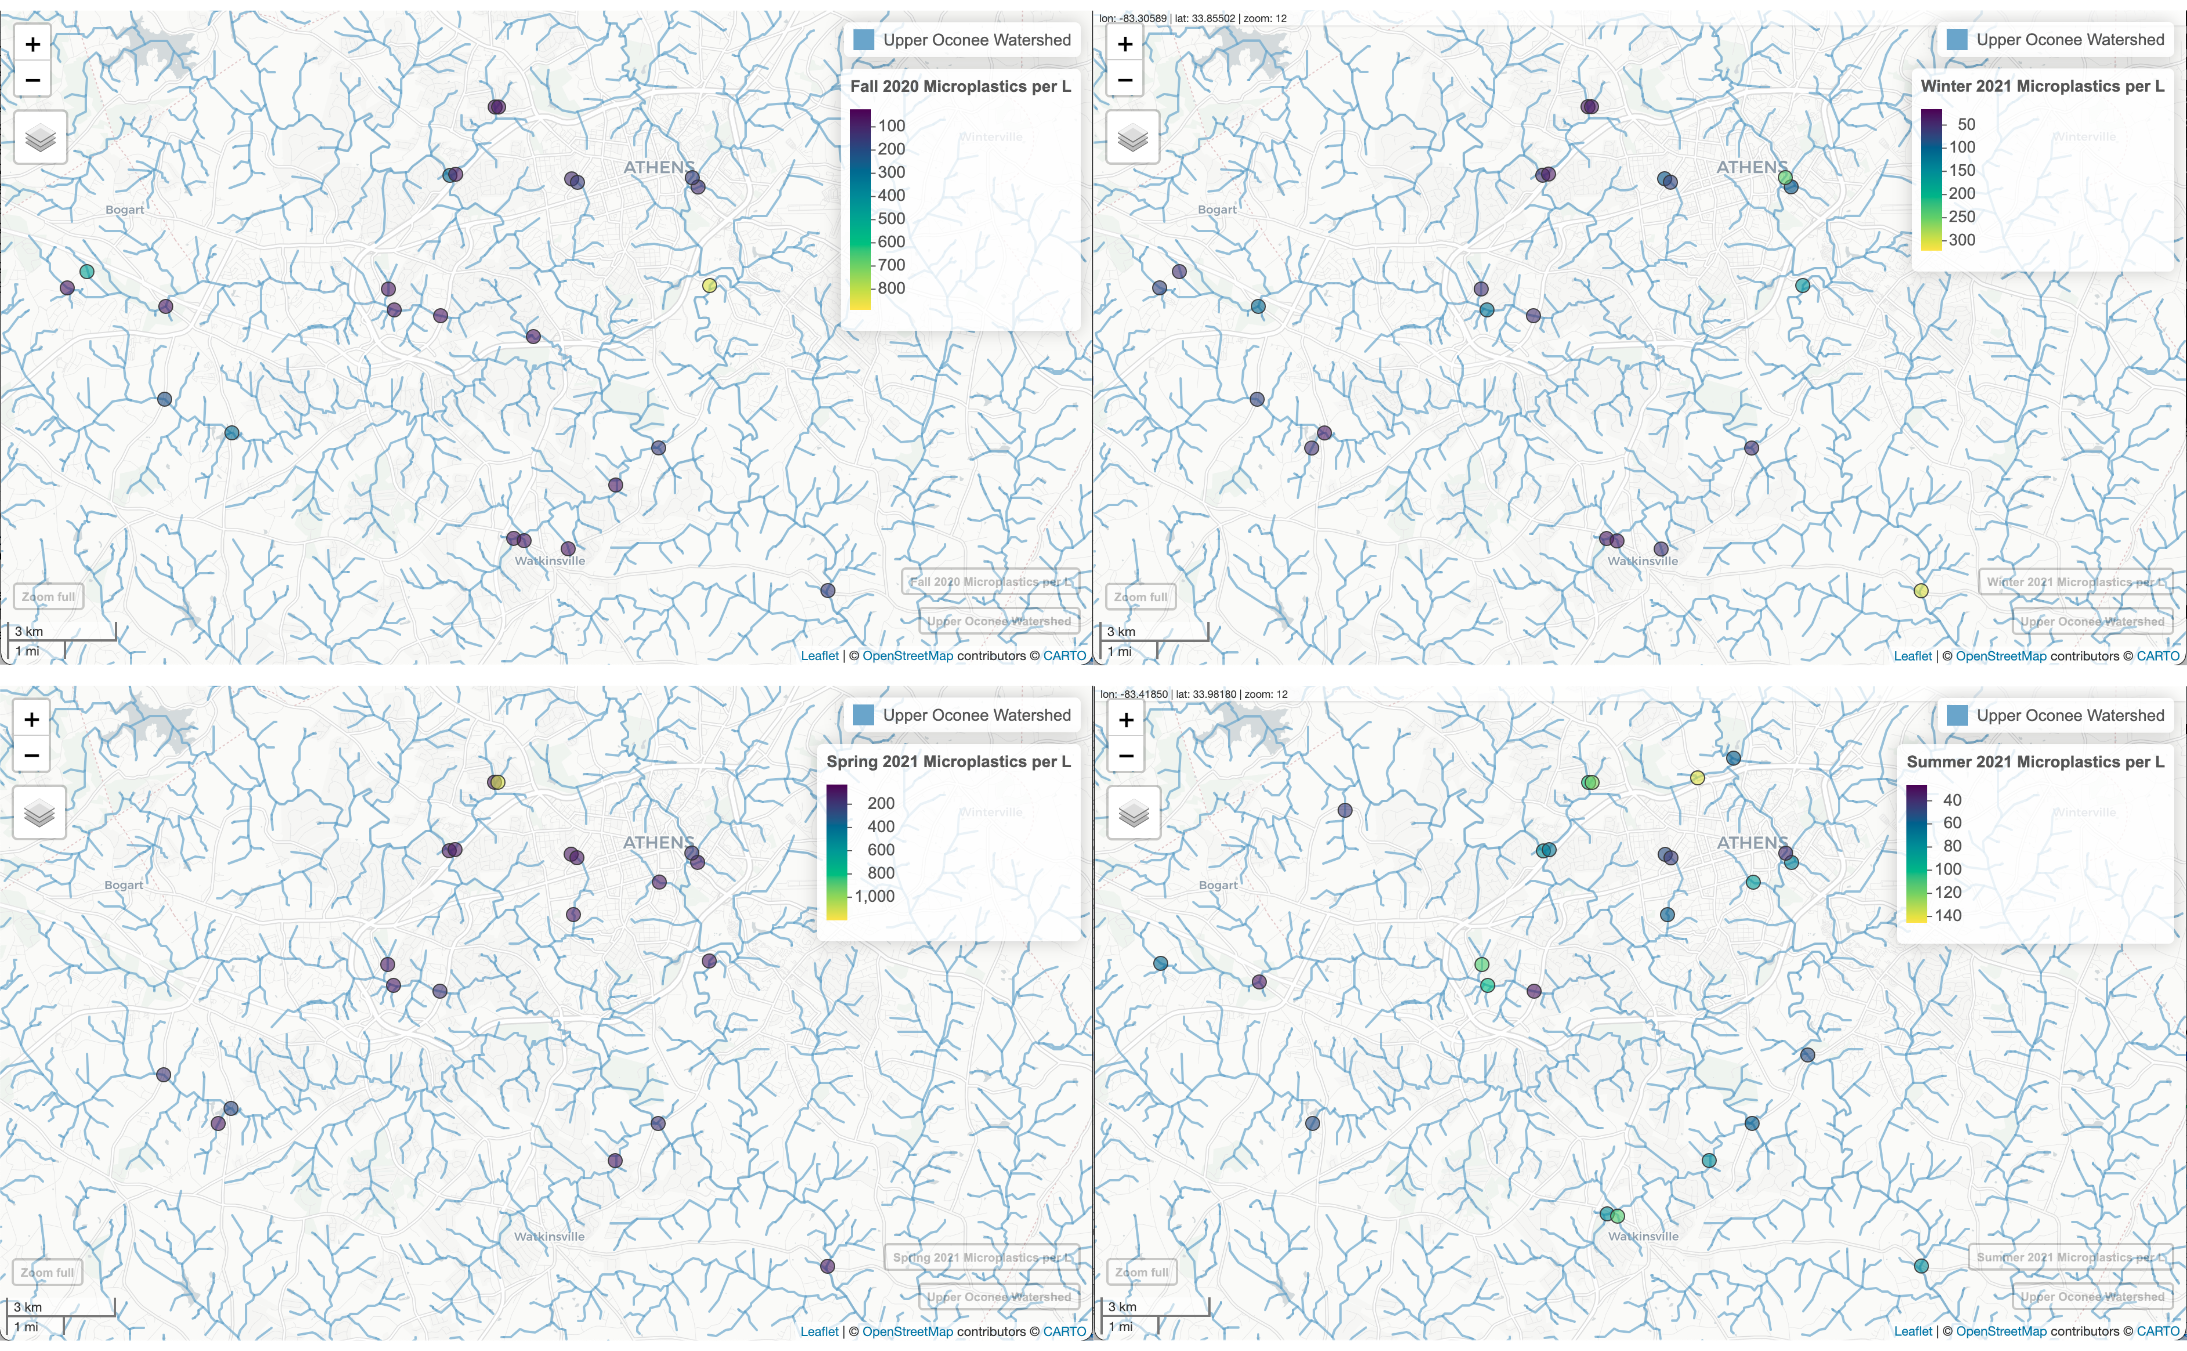 +
−
Upper Oconee Watershed
Fall 2020 Microplastics per L
100
200
300
400
500
600
700
800
Winterville
ATHENS
Bogart
Watkinsville
Zoom full
Fall 2020 Microplastics per L
Upper Oconee Watershed
3 km
1 mi
Leaflet | © OpenStreetMap contributors © CARTO
lon: -83.30589 | lat: 33.85502 | zoom: 12
+
−
Upper Oconee Watershed
Winter 2021 Microplastics per L
50
100
150
200
250
300
Winterville
ATHENS
Bogart
Watkinsville
Zoom full
Winter 2021 Microplastics per L
Upper Oconee Watershed
3 km
1 mi
Leaflet | © OpenStreetMap contributors © CARTO
+
−
Upper Oconee Watershed
Spring 2021 Microplastics per L
200
400
600
800
1,000
Winterville
ATHENS
Bogart
Watkinsville
Zoom full
Spring 2021 Microplastics per L
Upper Oconee Watershed
3 km
1 mi
Leaflet | © OpenStreetMap contributors © CARTO
lon: -83.41850 | lat: 33.98180 | zoom: 12
+
−
Upper Oconee Watershed
Summer 2021 Microplastics per L
40
60
80
100
120
140
Winterville
ATHENS
Bogart
Watkinsville
Zoom full
Summer 2021 Microplastics per L
Upper Oconee Watershed
3 km
1 mi
Leaflet | © OpenStreetMap contributors © CARTO